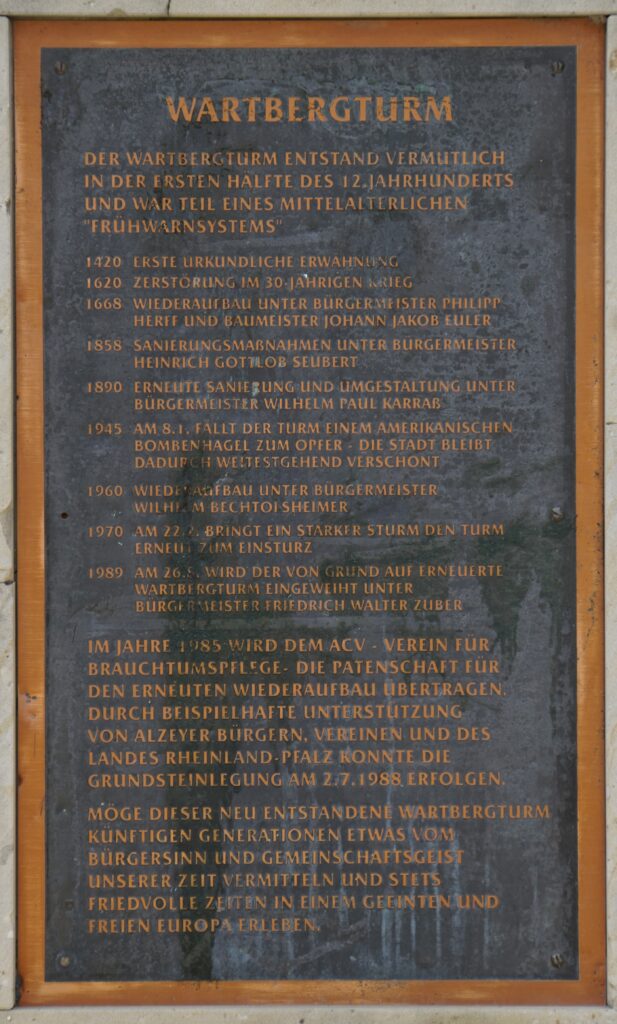 WARTBERGTURM
DER WARTBERGTURM ENTSTAND VERMUTLICH
IN DER ERSTEN HÄLFTE DES 12.JAHRHUNDERTS
UND WAR TEIL EINES MITTELALTERLICHEN
"FRÜHWARNSYSTEMS"
1420 ERSTE URKUNDLICHE ERWÄHNUNG
1620 ZERSTÖRUNG IM 30-JÄHRIGEN KRIEG
1668 WIEDERAUFBAU UNTER BÜRGERMEISTER PHILIPP
HERFF UND BAUMEISTER JOHANN JAKOB EULER
1858 SANIERUNGSMAßNAHMEN UNTER BÜRGERMEISTER
HEINRICH GOTTLOB SEUBERT
1890 ERNEUTE SANIERUNG UND UMGESTALTUNG UNTER
BÜRGERMEISTER WILHELM PAUL KARRAß
1945 AM 8.1. FÄLLT DER TURM EINEM AMERIKANISCHEN
BOMBENHAGEL ZUM OPFER - DIE STADT BLEIBT
DADURCH WEITESTGEHEND VERSCHONT
1960 WIEDERAUFBAU UNTER BÜRGERMEISTER
WILHELM BECHTOLSHEIMER
1970 AM 22.2. BRINGT EIN STARKER STURM DEN TURM
ERNEUT ZUM EINSTURZ
1989 AM 26.8. WIRD DER VON GRUND AUF ERNEUERTE
WARTBERGTURM EINGEWEIHT UNTER
BÜRGERMEISTER FRIEDRICH WALTER ZUBER
IM JAHRE 1985 WIRD DEM ACV - VEREIN FÜR
BRAUCHTUMSPFLEGE- DIE PATENSCHAFT FÜR
DEN ERNEUTEN WIEDERAUFBAU ÜBERTRAGEN.
DURCH BEISPIELHAFTE UNTERSTÜTZUNG
VON ALZEYER BÜRGERN, VEREINEN UND DES
LANDES RHEINLAND-PFALZ KONNTE DIE
GRUNDSTEINLEGUNG AM 2.7.1988 ERFOLGEN.
MÖGE DIESER NEU ENTSTANDENE WARTBERGTURM
KÜNFTIGEN GENERATIONEN ETWAS VOM
BÜRGERSINN UND GEMEINSCHAFTSGEIST
UNSERER ZEIT VERMITTELN UND STETS
FRIEDVOLLE ZEITEN IN EINEM GEEINTEN UND
FREIEN EUROPA ERLEBEN.